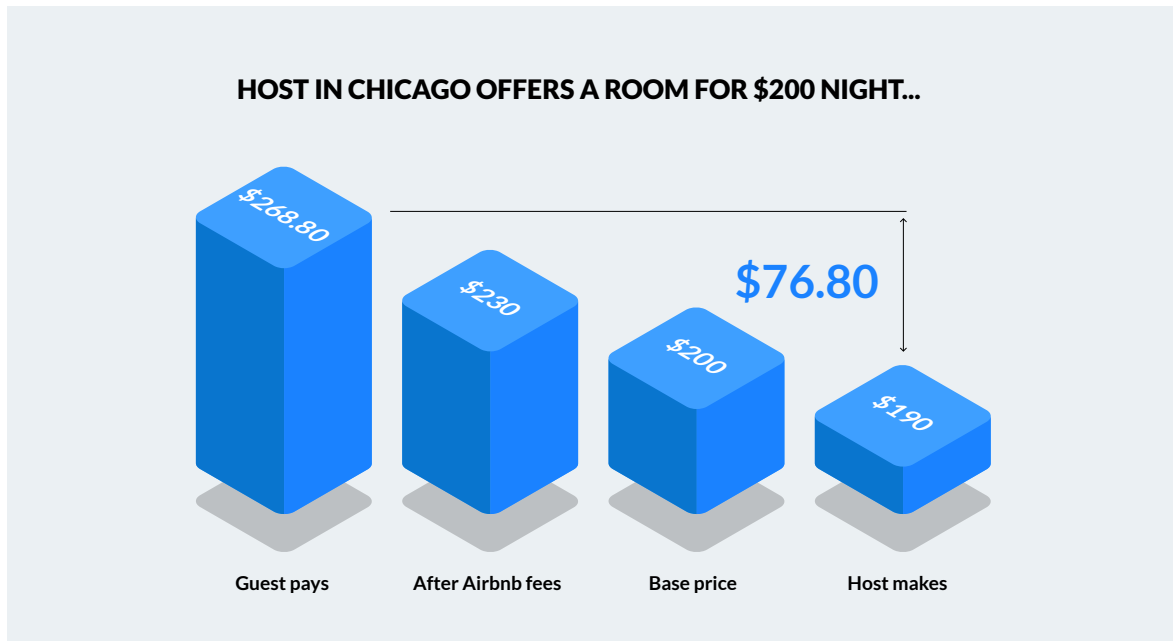 HOST IN CHICAGO OFFERS A ROOM FOR $200 NIGHT...
$268.80
$230
$76.80
$200
$190
Guest pays
After Airbnb fees
Base price
Host makes